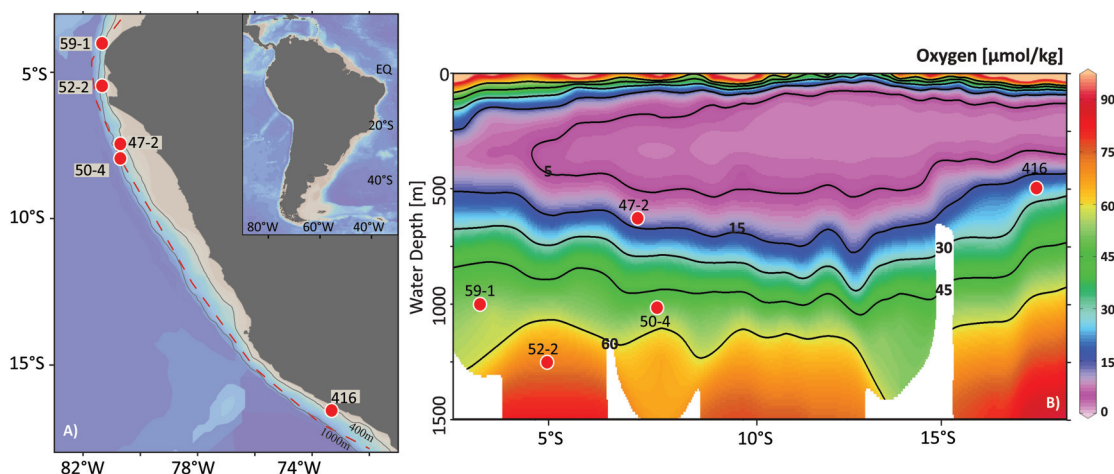 59-1
5°S
52-2
47-2
50-4
10°S
15°S
416
400m
1000m
A)
82°W
78°W
74°W
EQ
20°S
40°S
80°W
60°W
40°W
Oxygen [µmol/kg]
0
500
1000
1500
Water Depth [m]
5
47-2
15
416
30
45
59-1
50-4
60
52-2
B)
5°S
10°S
15°S
90
75
60
45
30
15
0